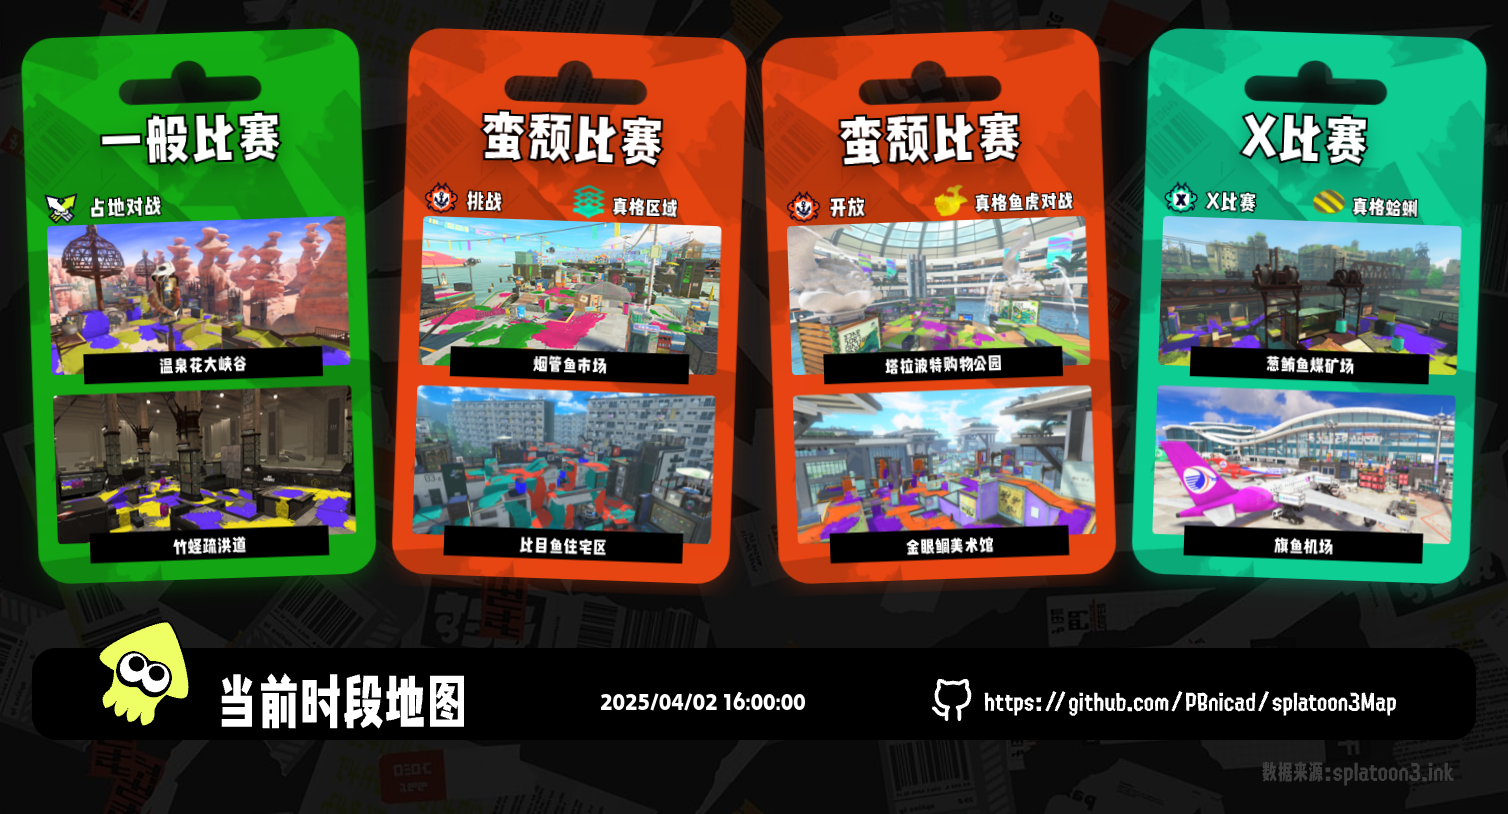 一般比赛
占地对战
温泉花大峡谷
竹蛏疏洪道
蛮颓比赛
挑战
真格区域
烟管鱼市场
比目鱼住宅区
蛮颓比赛
开放
真格鱼虎对战
塔拉波特购物公园
金眼鲷美术馆
X比赛
X比赛
真格蛤蜊
葱鲔鱼煤矿场
旗鱼机场
当前时段地图
2025/04/02 16:00:00
https://github.com/PBnicad/splatoon3Map
数据来源:splatoon3.ink